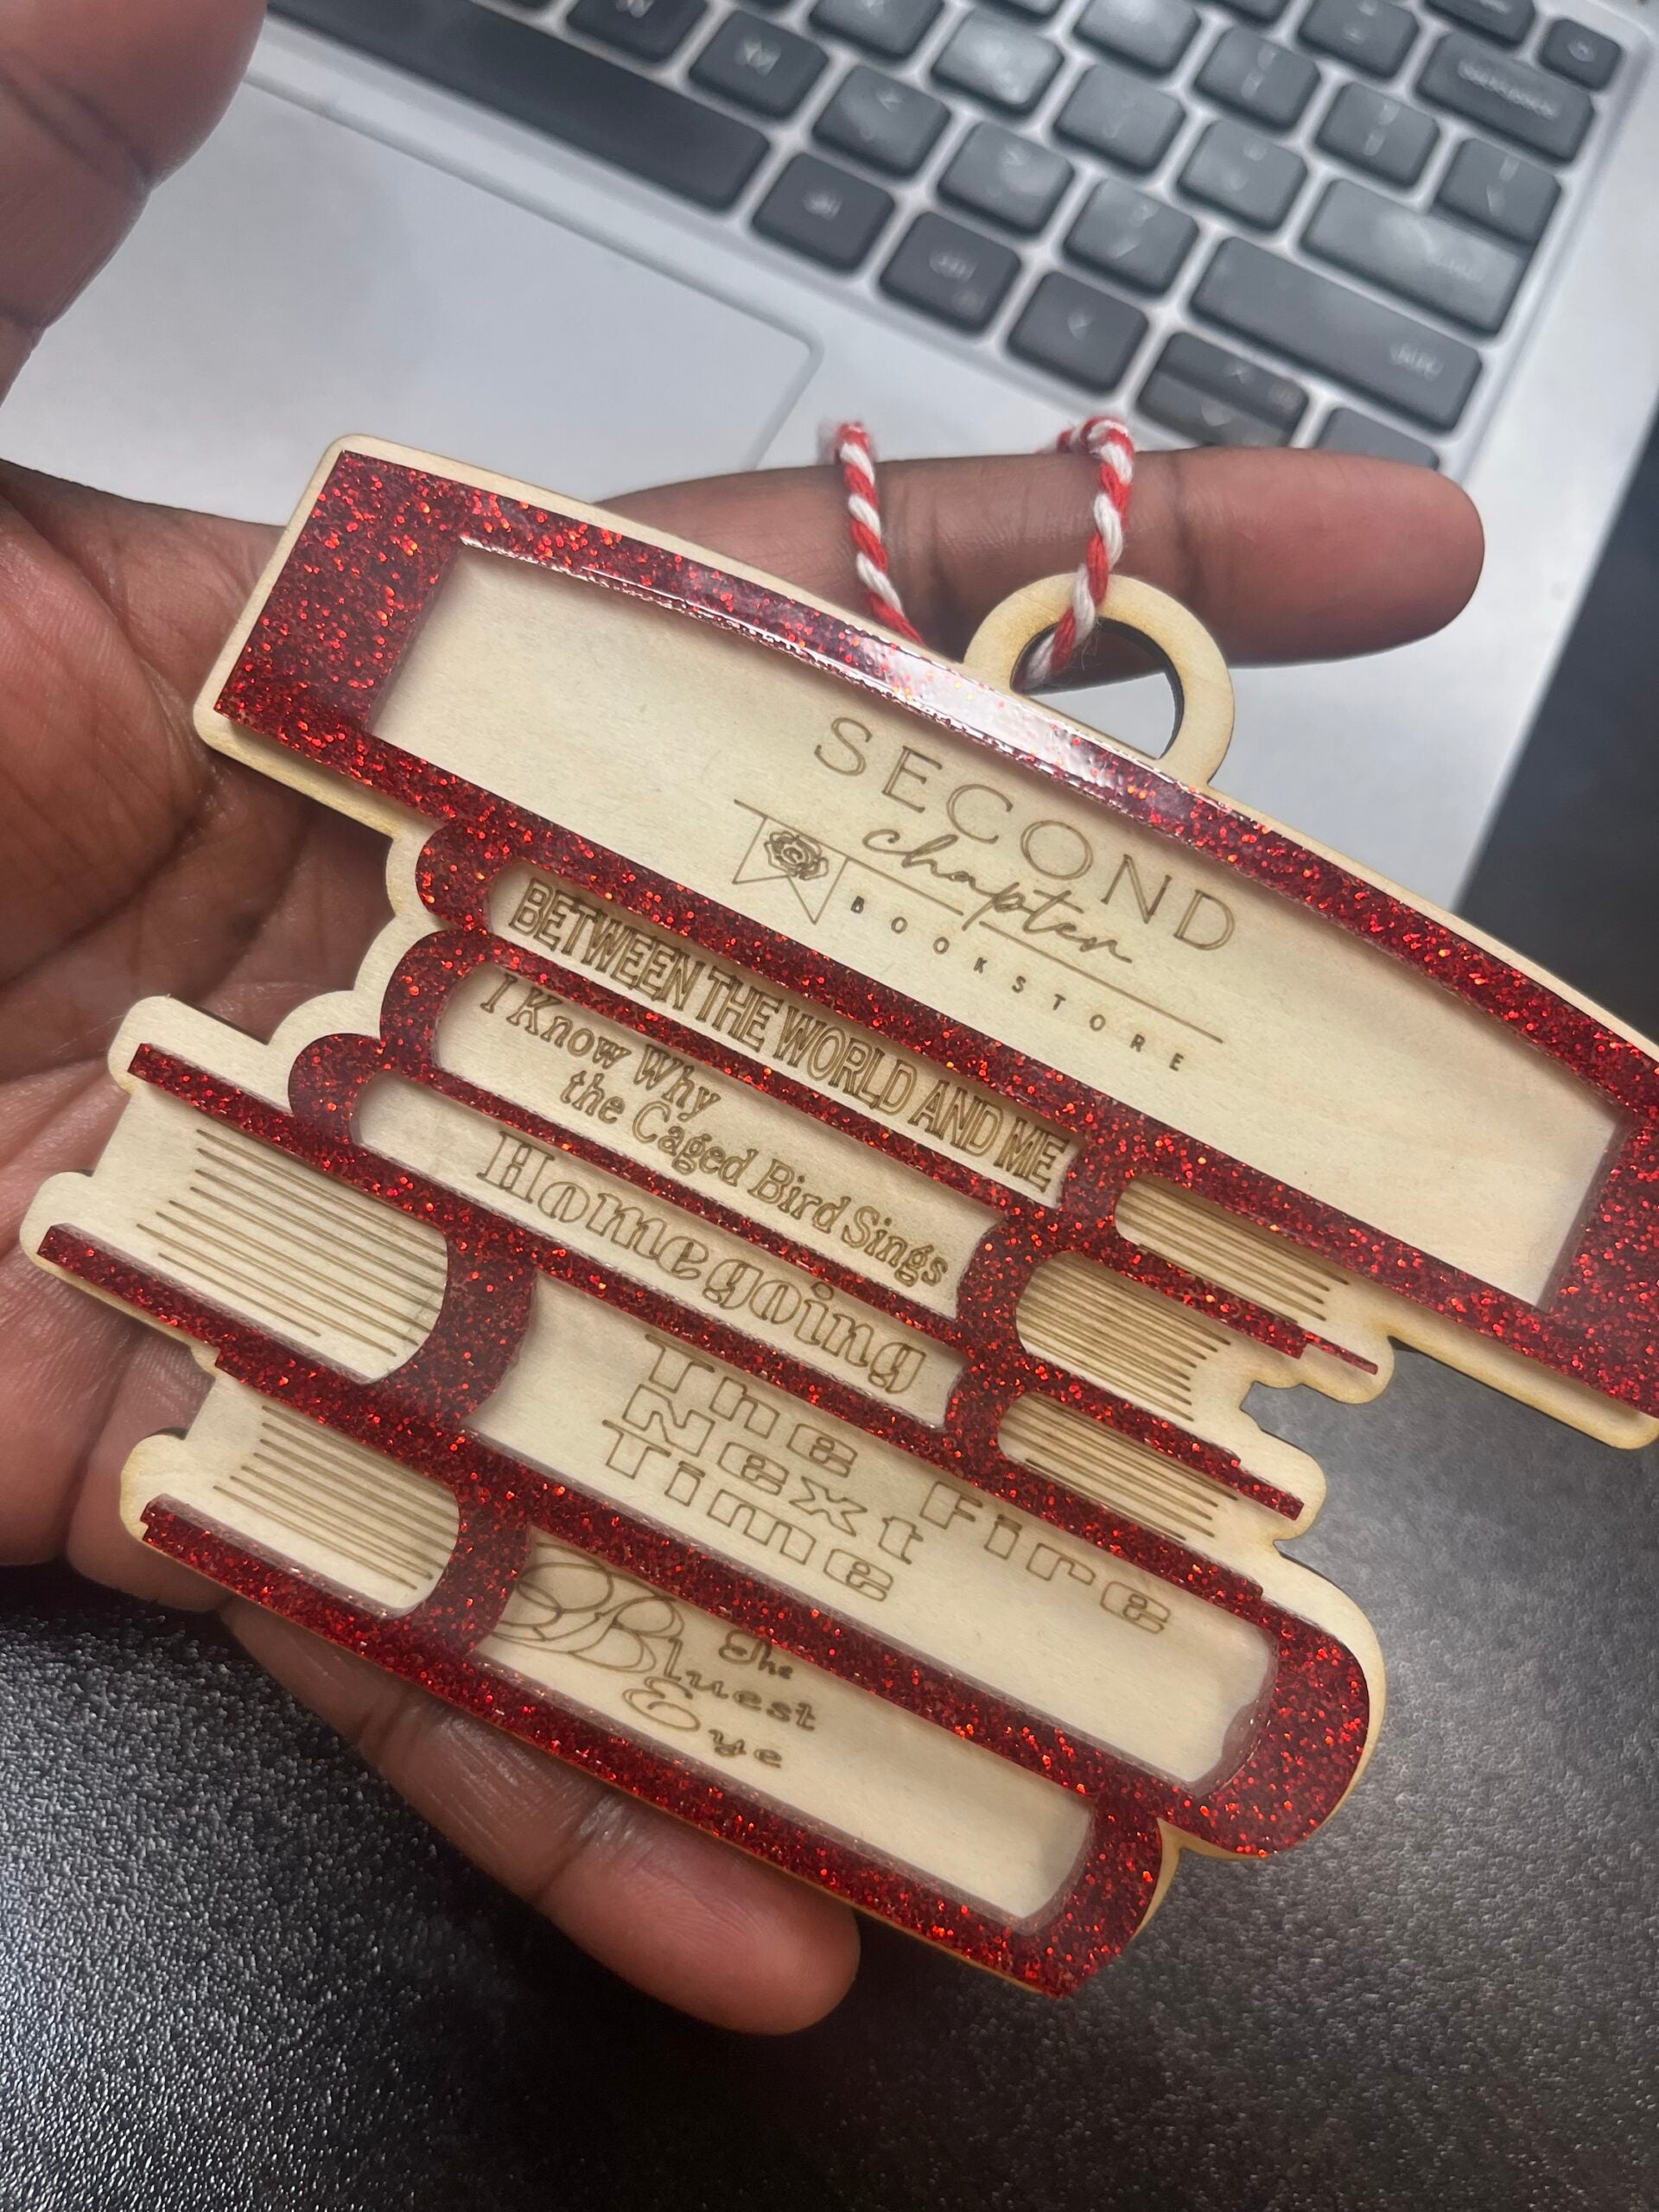 SECOND
chapter
BOOKSTORE
BETWEEN THE WORLD AND ME
I Know Why
the Caged Bird Sings
Homegoing
The Fire
Next
Time
The
Bluest
Eye